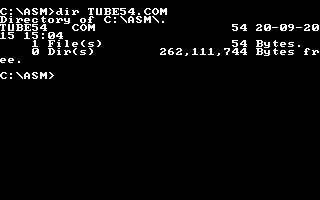 C:\ASM>dir TUBE54.COM
Directory of C:\ASM\.
TUBE54   COM                 54 20-09-20
15 15:04
    1 File(s)                54 Bytes.
    0 Dir(s)       262,111,744 Bytes fr
ee.
C:\ASM>